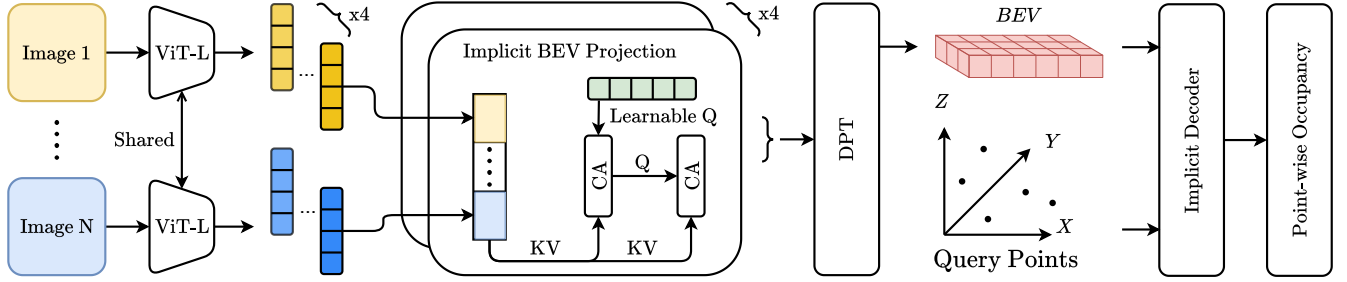 Image 1
ViT-L
...
x4
Shared
Image N
ViT-L
...
Implicit BEV Projection
Learnable Q
CA
Q
CA
KV
KV
x4
DPT
BEV
Z
Y
X
Query Points
Implicit Decoder
Point-wise Occupancy